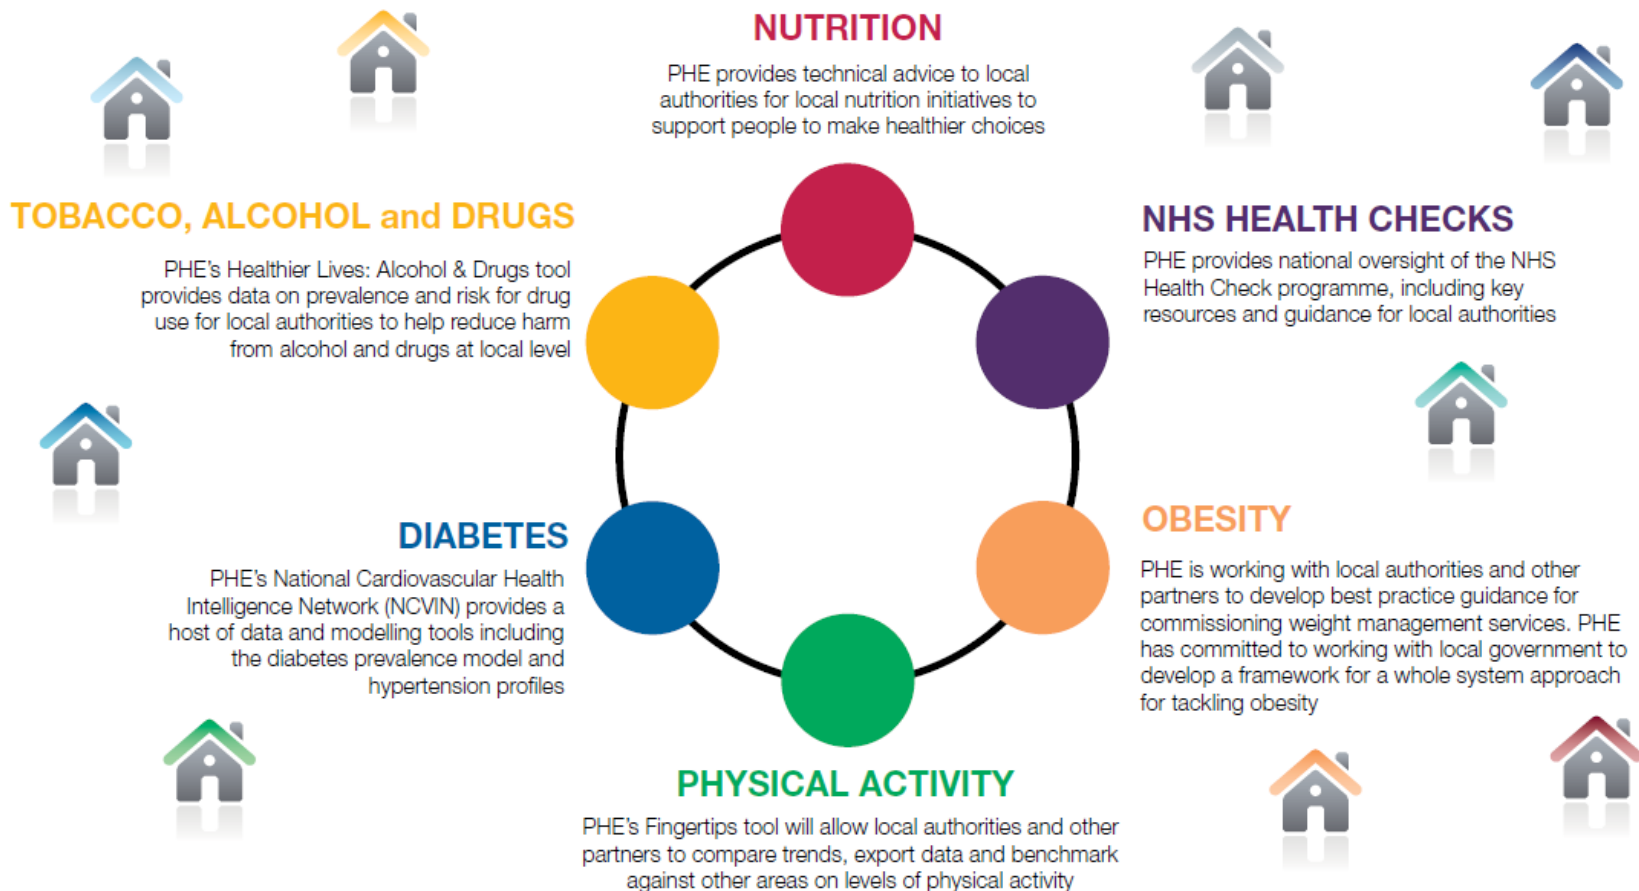 NUTRITION
PHE provides technical advice to local
authorities for local nutrition initiatives to
support people to make healthier choices
TOBACCO, ALCOHOL and DRUGS
PHE's Healthier Lives: Alcohol & Drugs tool
provides data on prevalence and risk for drug
use for local authorities to help reduce harm
from alcohol and drugs at local level
NHS HEALTH CHECKS
PHE provides national oversight of the NHS
Health Check programme, including key
resources and guidance for local authorities
DIABETES
PHE's National Cardiovascular Health
Intelligence Network (NCVIN) provides a
host of data and modelling tools including
the diabetes prevalence model and
hypertension profiles
OBESITY
PHE is working with local authorities and other
partners to develop best practice guidance for
commissioning weight management services. PHE
has committed to working with local government to
develop a framework for a whole system approach
for tackling obesity
PHYSICAL ACTIVITY
PHE's Fingertips tool will allow local authorities and other
partners to compare trends, export data and benchmark
against other areas on levels of physical activity